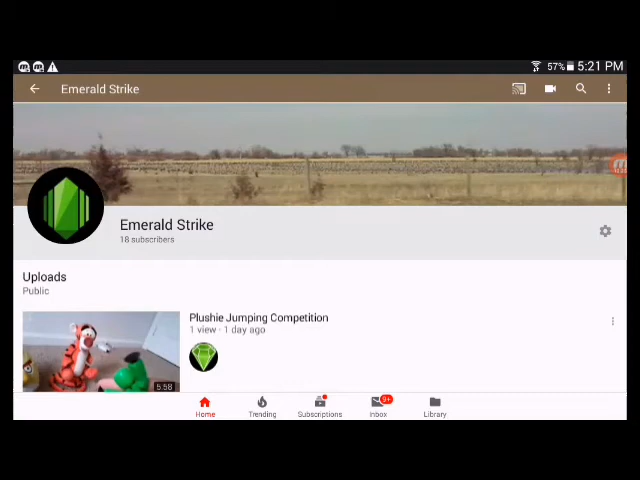 57% 5:21 PM
Emerald Strike
Emerald Strike
18 subscribers
Uploads
Public
Plushie Jumping Competition
1 view · 1 day ago
5:58
9+
Home Trending Subscriptions Inbox Library